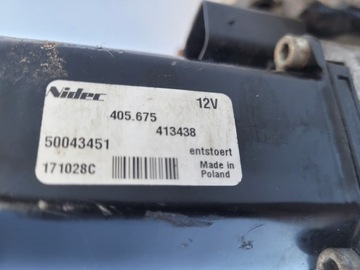 Nidec 12V
405.675
413438
50043451 entstoert
171028C Made in
Poland